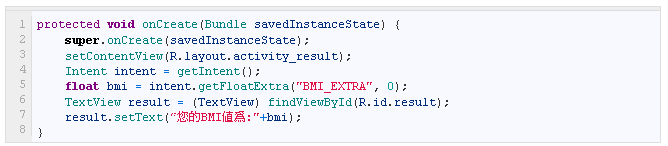 1 protected void onCreate(Bundle savedInstanceState) {
2     super.onCreate(savedInstanceState);
3     setContentView(R.layout.activity_result);
4     Intent intent = getIntent();
5     float bmi = intent.getFloatExtra("BMI_EXTRA", 0);
6     TextView result = (TextView) findViewById(R.id.result);
7     result.setText("您的BMI值爲:"+bmi);
8 }